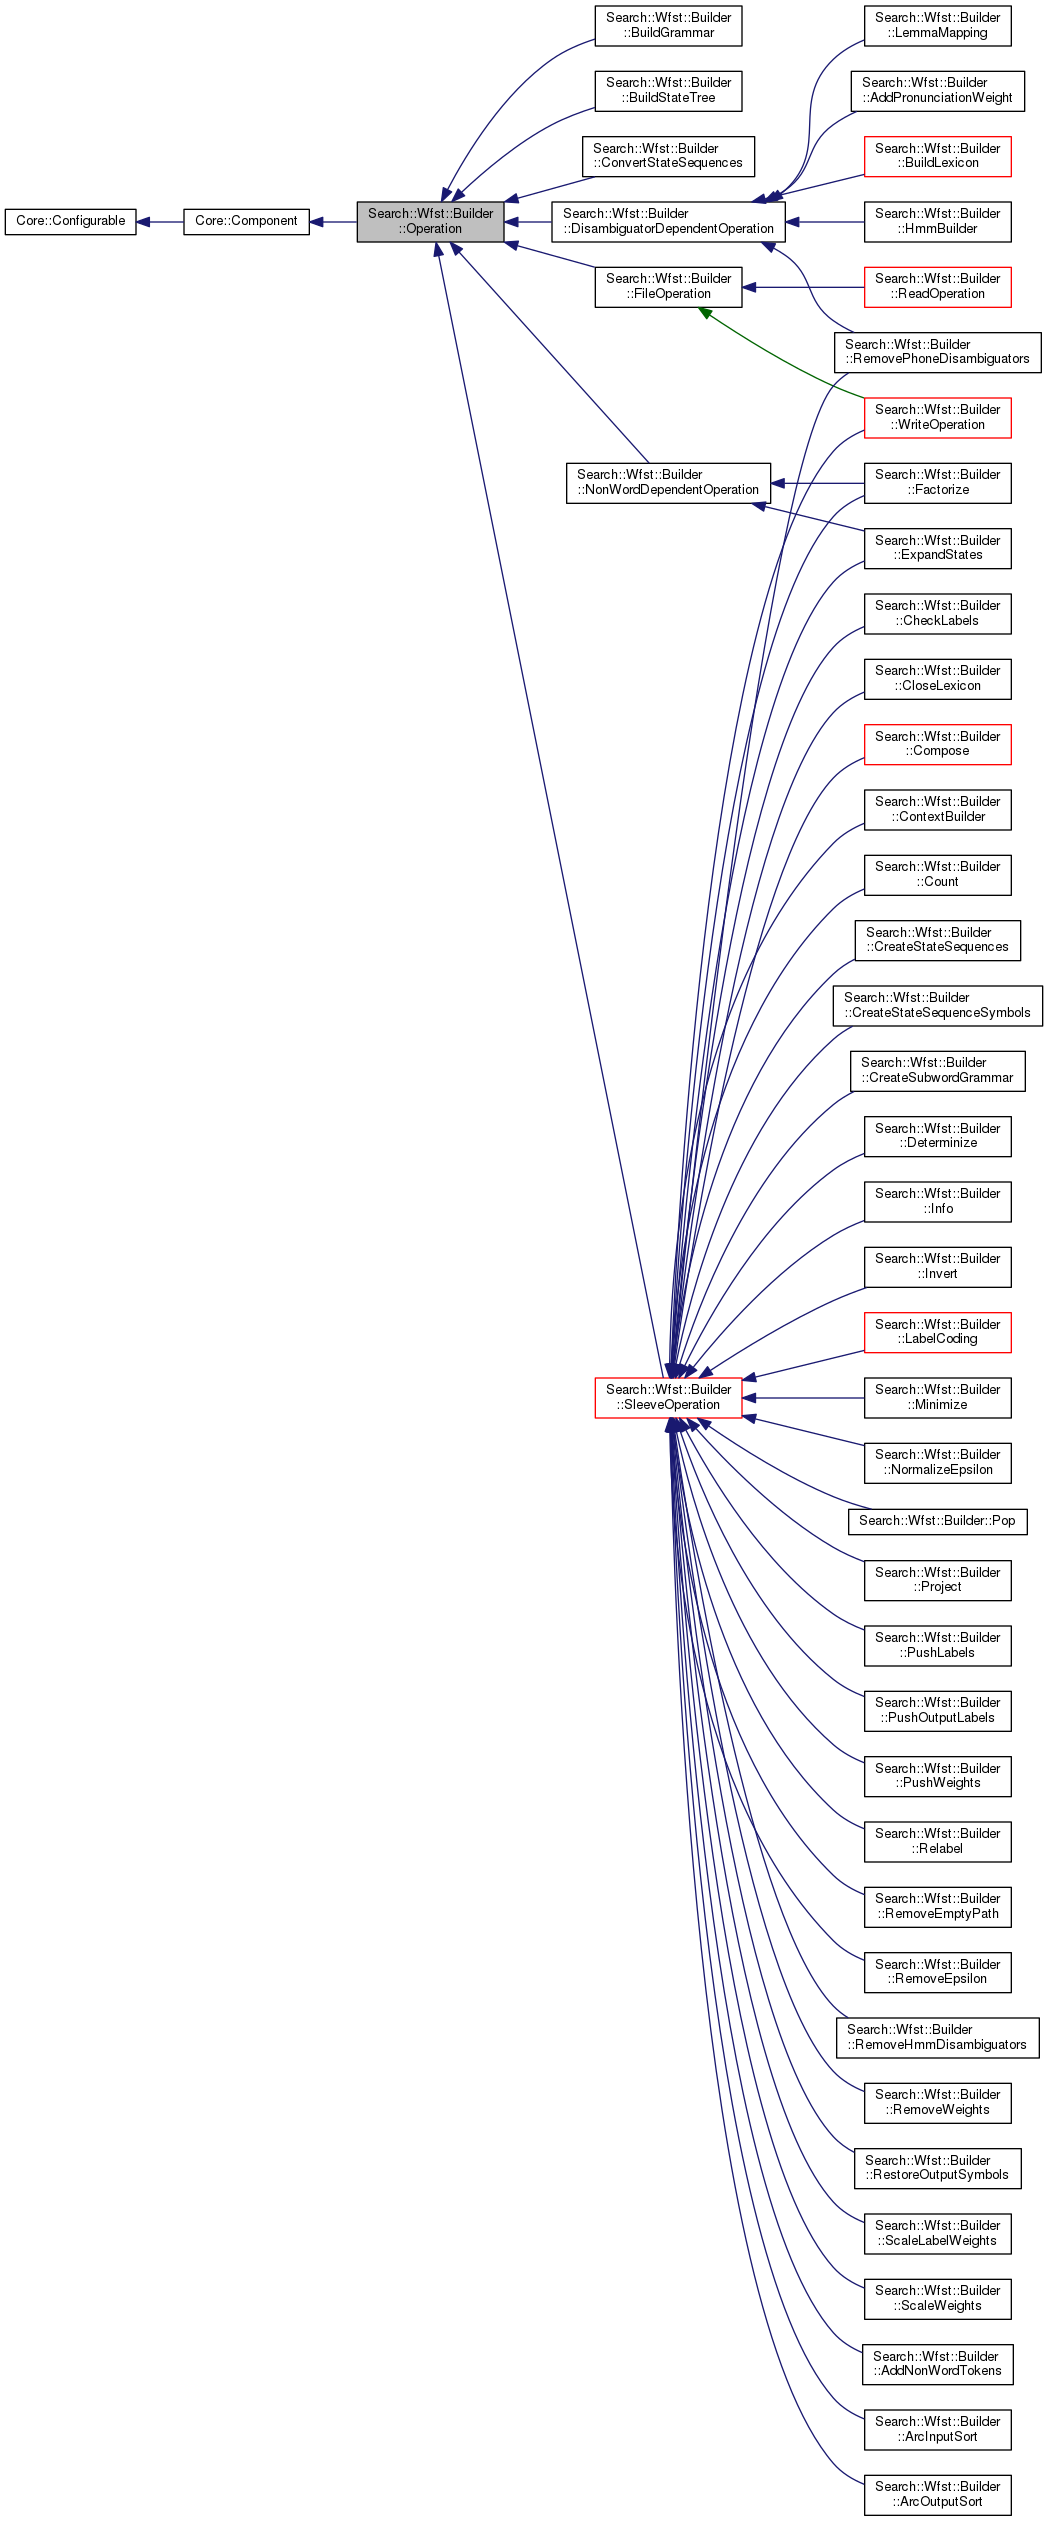 Core::Configurable
Core::Component
Search::Wfst::Builder
::Operation
Search::Wfst::Builder
::BuildGrammar
Search::Wfst::Builder
::BuildStateTree
Search::Wfst::Builder
::ConvertStateSequences
Search::Wfst::Builder
::DisambiguatorDependentOperation
Search::Wfst::Builder
::FileOperation
Search::Wfst::Builder
::NonWordDependentOperation
Search::Wfst::Builder
::SleeveOperation
Search::Wfst::Builder
::LemmaMapping
Search::Wfst::Builder
::AddPronunciationWeight
Search::Wfst::Builder
::BuildLexicon
Search::Wfst::Builder
::HmmBuilder
Search::Wfst::Builder
::ReadOperation
Search::Wfst::Builder
::RemovePhoneDisambiguators
Search::Wfst::Builder
::WriteOperation
Search::Wfst::Builder
::Factorize
Search::Wfst::Builder
::ExpandStates
Search::Wfst::Builder
::CheckLabels
Search::Wfst::Builder
::CloseLexicon
Search::Wfst::Builder
::Compose
Search::Wfst::Builder
::ContextBuilder
Search::Wfst::Builder
::Count
Search::Wfst::Builder
::CreateStateSequences
Search::Wfst::Builder
::CreateStateSequenceSymbols
Search::Wfst::Builder
::CreateSubwordGrammar
Search::Wfst::Builder
::Determinize
Search::Wfst::Builder
::Info
Search::Wfst::Builder
::Invert
Search::Wfst::Builder
::LabelCoding
Search::Wfst::Builder
::Minimize
Search::Wfst::Builder
::NormalizeEpsilon
Search::Wfst::Builder::Pop
Search::Wfst::Builder
::Project
Search::Wfst::Builder
::PushLabels
Search::Wfst::Builder
::PushOutputLabels
Search::Wfst::Builder
::PushWeights
Search::Wfst::Builder
::Relabel
Search::Wfst::Builder
::RemoveEmptyPath
Search::Wfst::Builder
::RemoveEpsilon
Search::Wfst::Builder
::RemoveHmmDisambiguators
Search::Wfst::Builder
::RemoveWeights
Search::Wfst::Builder
::RestoreOutputSymbols
Search::Wfst::Builder
::ScaleLabelWeights
Search::Wfst::Builder
::ScaleWeights
Search::Wfst::Builder
::AddNonWordTokens
Search::Wfst::Builder
::ArcInputSort
Search::Wfst::Builder
::ArcOutputSort